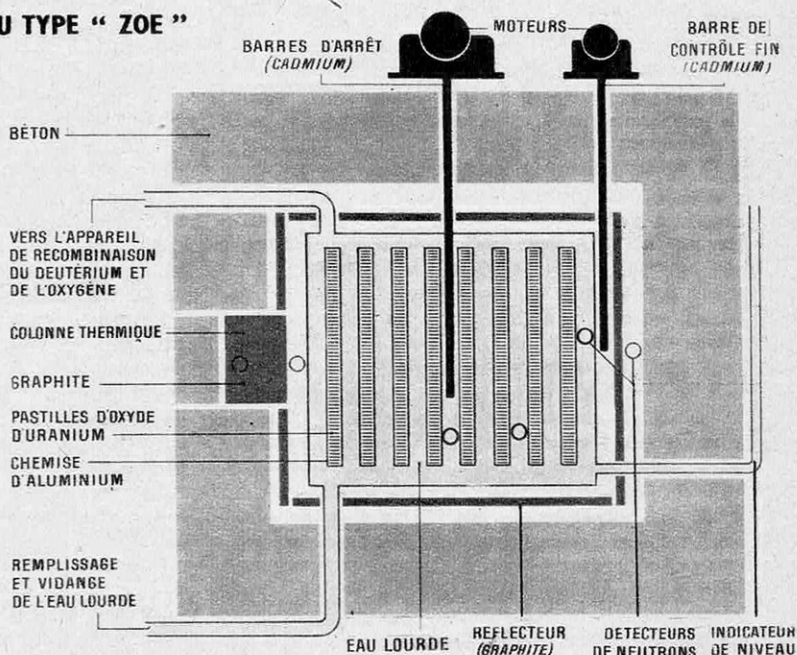 U TYPE “ ZOE ”
MOTEURS
BARRES D'ARRÊT
(CADMIUM)
BARRE DE
CONTRÔLE FIN
(CADMIUM)
BÉTON
VERS L'APPAREIL
DE RECOMBINAISON
DU DEUTÉRIUM ET
DE L'OXYGÈNE
COLONNE THERMIQUE
GRAPHITE
PASTILLES D'OXYDE
D'URANIUM
CHEMISE
D'ALUMINIUM
REMPLISSAGE
ET VIDANGE
DE L'EAU LOURDE
EAU LOURDE
REFLECTEUR
(GRAPHITE)
DETECTEURS
DE NEUTRONS
INDICATEUR
DE NIVEAU